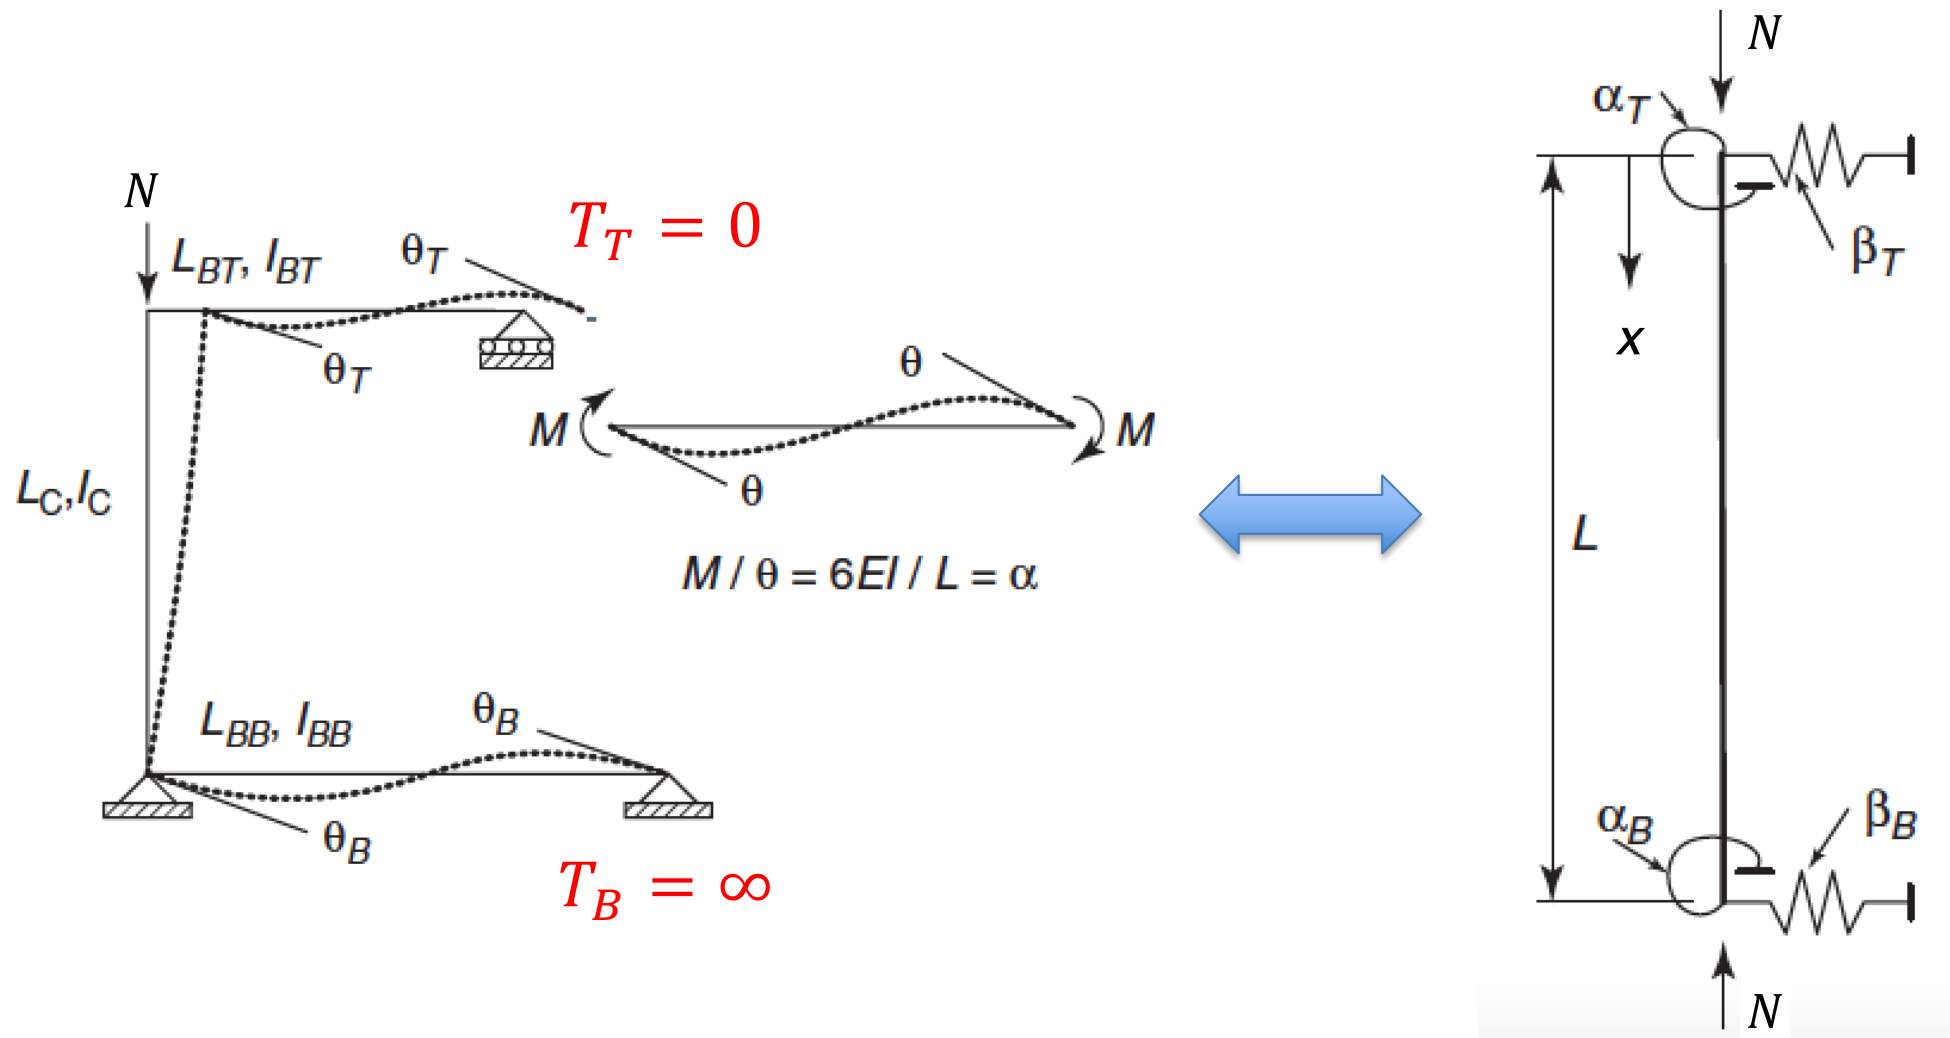 N
L_BT, I_BT
θ_T
T_T = 0
θ_T
L_C,I_C
θ
M
M
θ
M / θ = 6EI / L = α
L_BB, I_BB
θ_B
θ_B
T_B = ∞
N
α_T
β_T
x
L
α_B
β_B
N